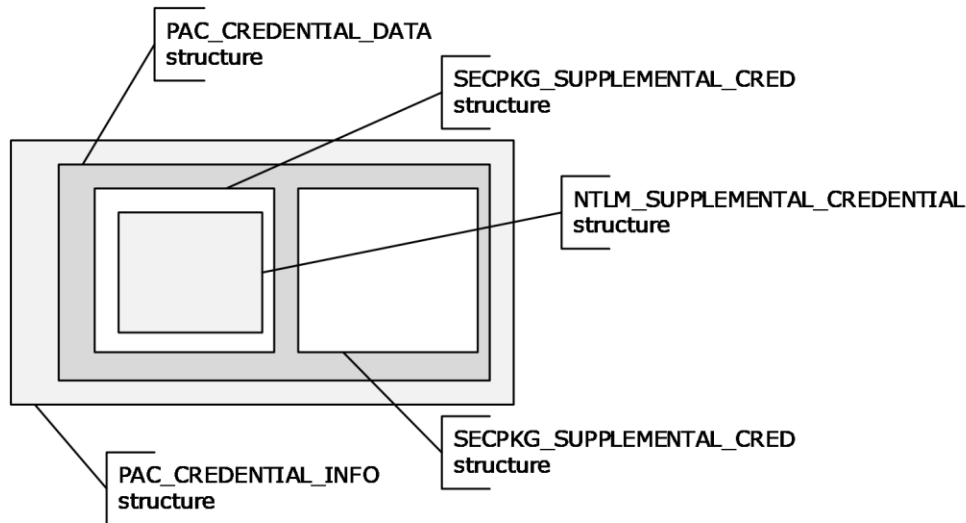 PAC_CREDENTIAL_DATA
structure
SECPKG_SUPPLEMENTAL_CRED
structure
NTLM_SUPPLEMENTAL_CREDENTIAL
structure
SECPKG_SUPPLEMENTAL_CRED
structure
PAC_CREDENTIAL_INFO
structure